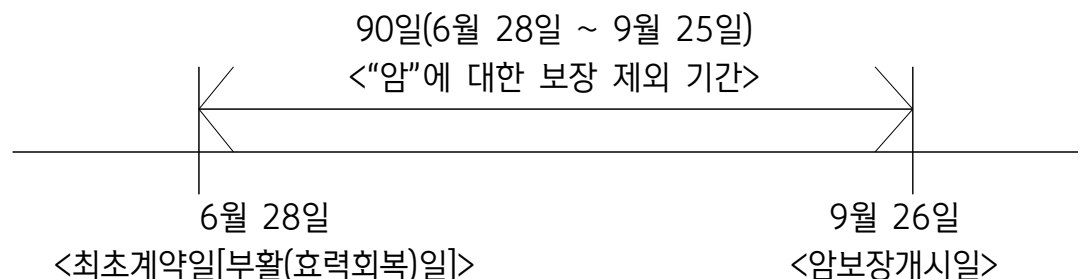 90일(6월 28일 ~ 9월 25일)
<“암”에 대한 보장 제외 기간>
6월 28일
<최초계약일[부활(효력회복)일]>
9월 26일
<암보장개시일>